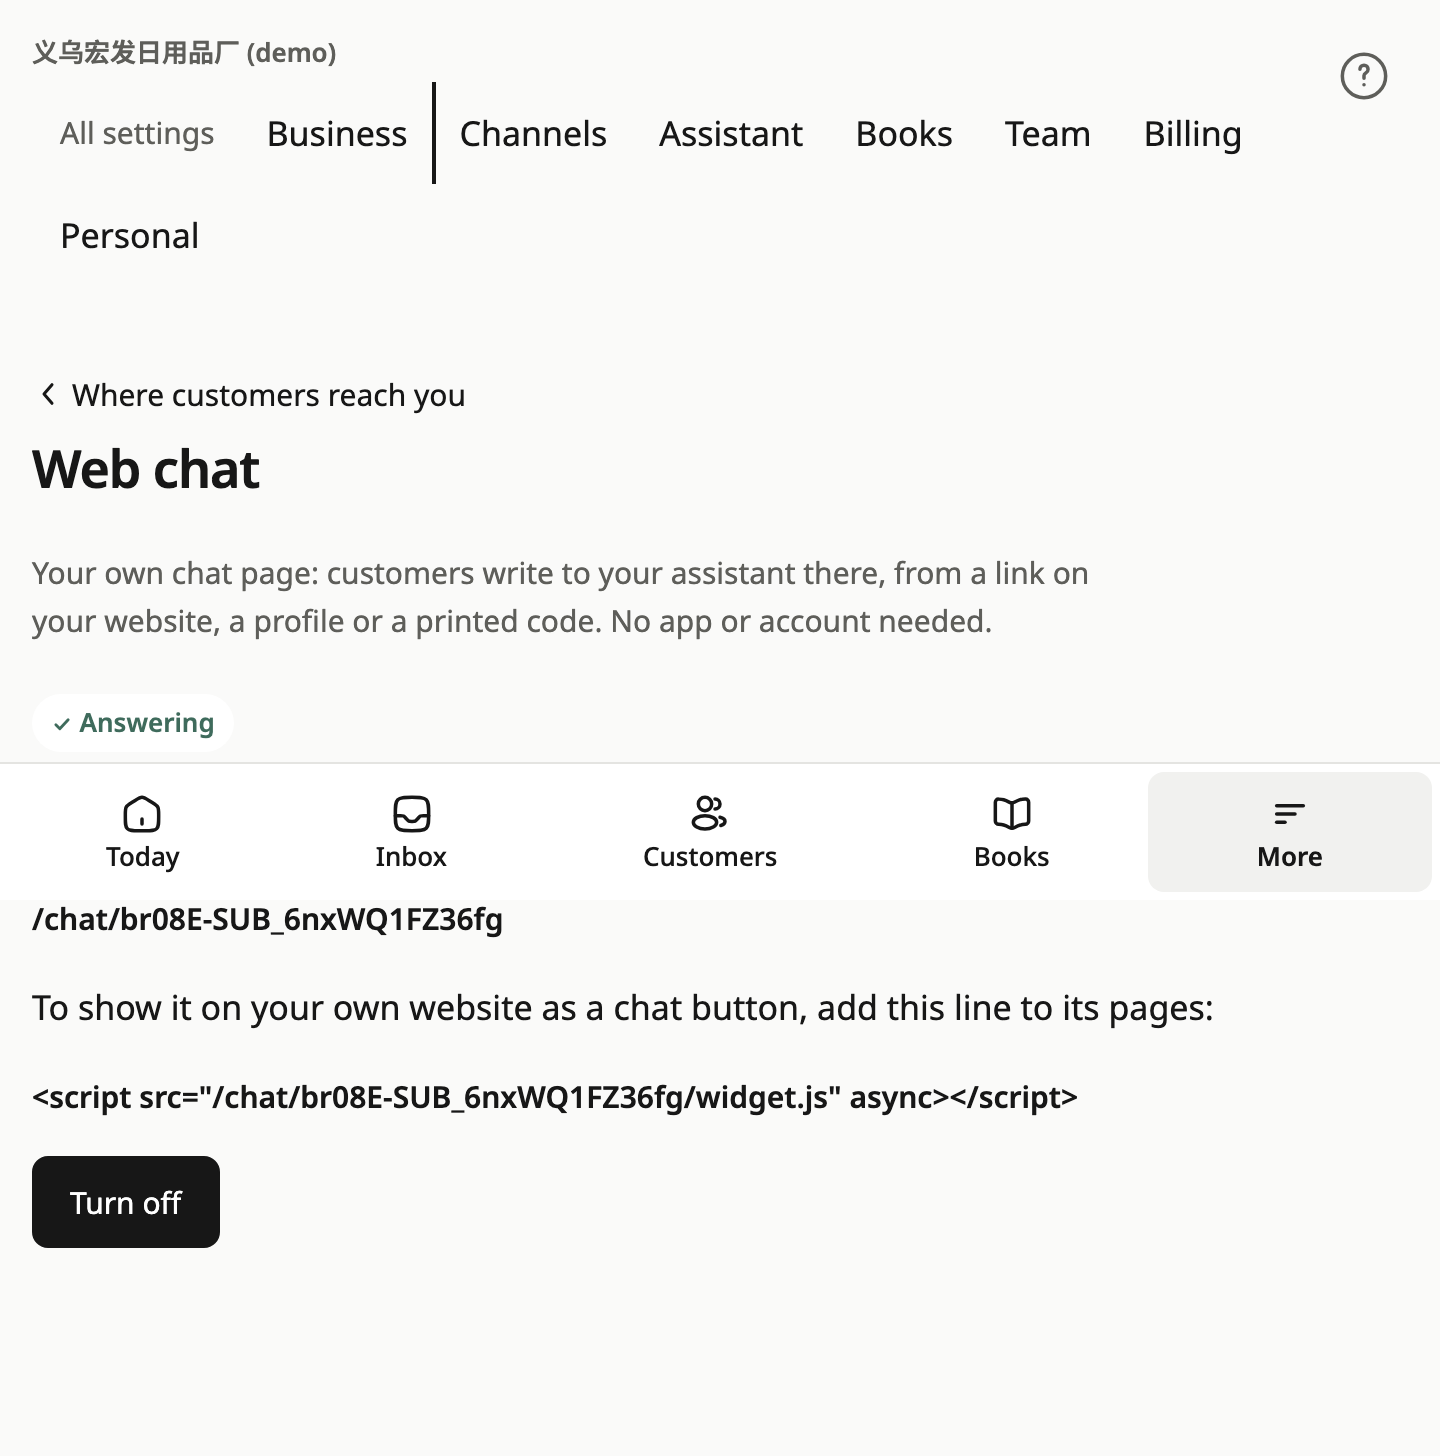 义乌宏发日用品厂 (demo)
All settings Business Channels Assistant Books Team Billing
Personal
Where customers reach you
Web chat
Your own chat page: customers write to your assistant there, from a link on
your website, a profile or a printed code. No app or account needed.
Answering
Today Inbox Customers Books More
/chat/br08E-SUB_6nxWQ1FZ36fg
To show it on your own website as a chat button, add this line to its pages:
<script src="/chat/br08E-SUB_6nxWQ1FZ36fg/widget.js" async></script>
Turn off